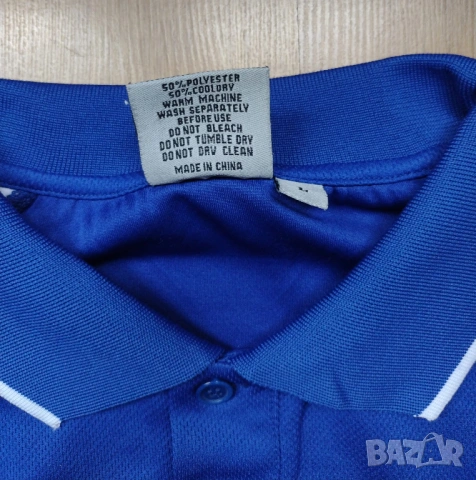 50%POLYESTER
50%COOLDRY
WARM MACHINE
WASH SEPARATELY
BEFORE USE
DO NOT BLEACH
DO NOT TUMBLE DRY
DO NOT DRY CLEAN
MADE IN CHINA
BAZAR
bg